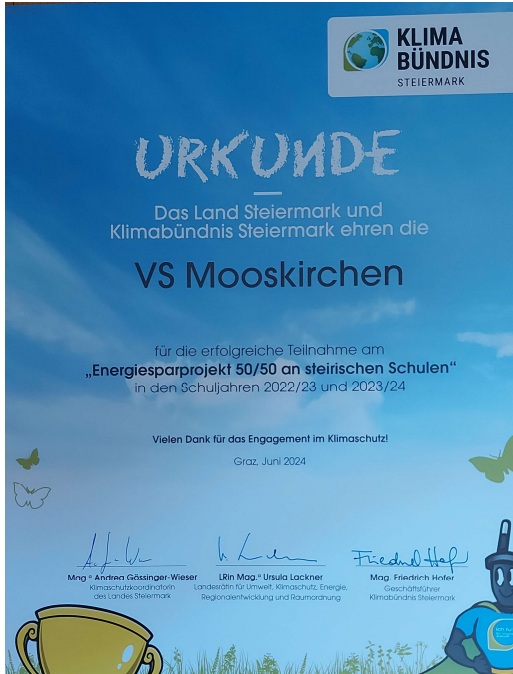 KLIMA
BÜNDNIS
STEIERMARK
URKUNDE
Das Land Steiermark und
Klimabündnis Steiermark ehren die
VS Mooskirchen
für die erfolgreiche Teilnahme am
„Energiesparprojekt 50/50 an steirischen Schulen“
in den Schuljahren 2022/23 und 2023/24
Vielen Dank für das Engagement im Klimaschutz!
Graz, Juni 2024
Friedrich Hofer
Mag.ª Andrea Gössinger-Wieser
Klimaschutzkoordinatorin
des Landes Steiermark
LRin Mag.ª Ursula Lackner
Landesrätin für Umwelt, Klimaschutz, Energie,
Regionalentwicklung und Raumordnung
Mag. Friedrich Hofer
Geschäftsführer
Klimabündnis Steiermark